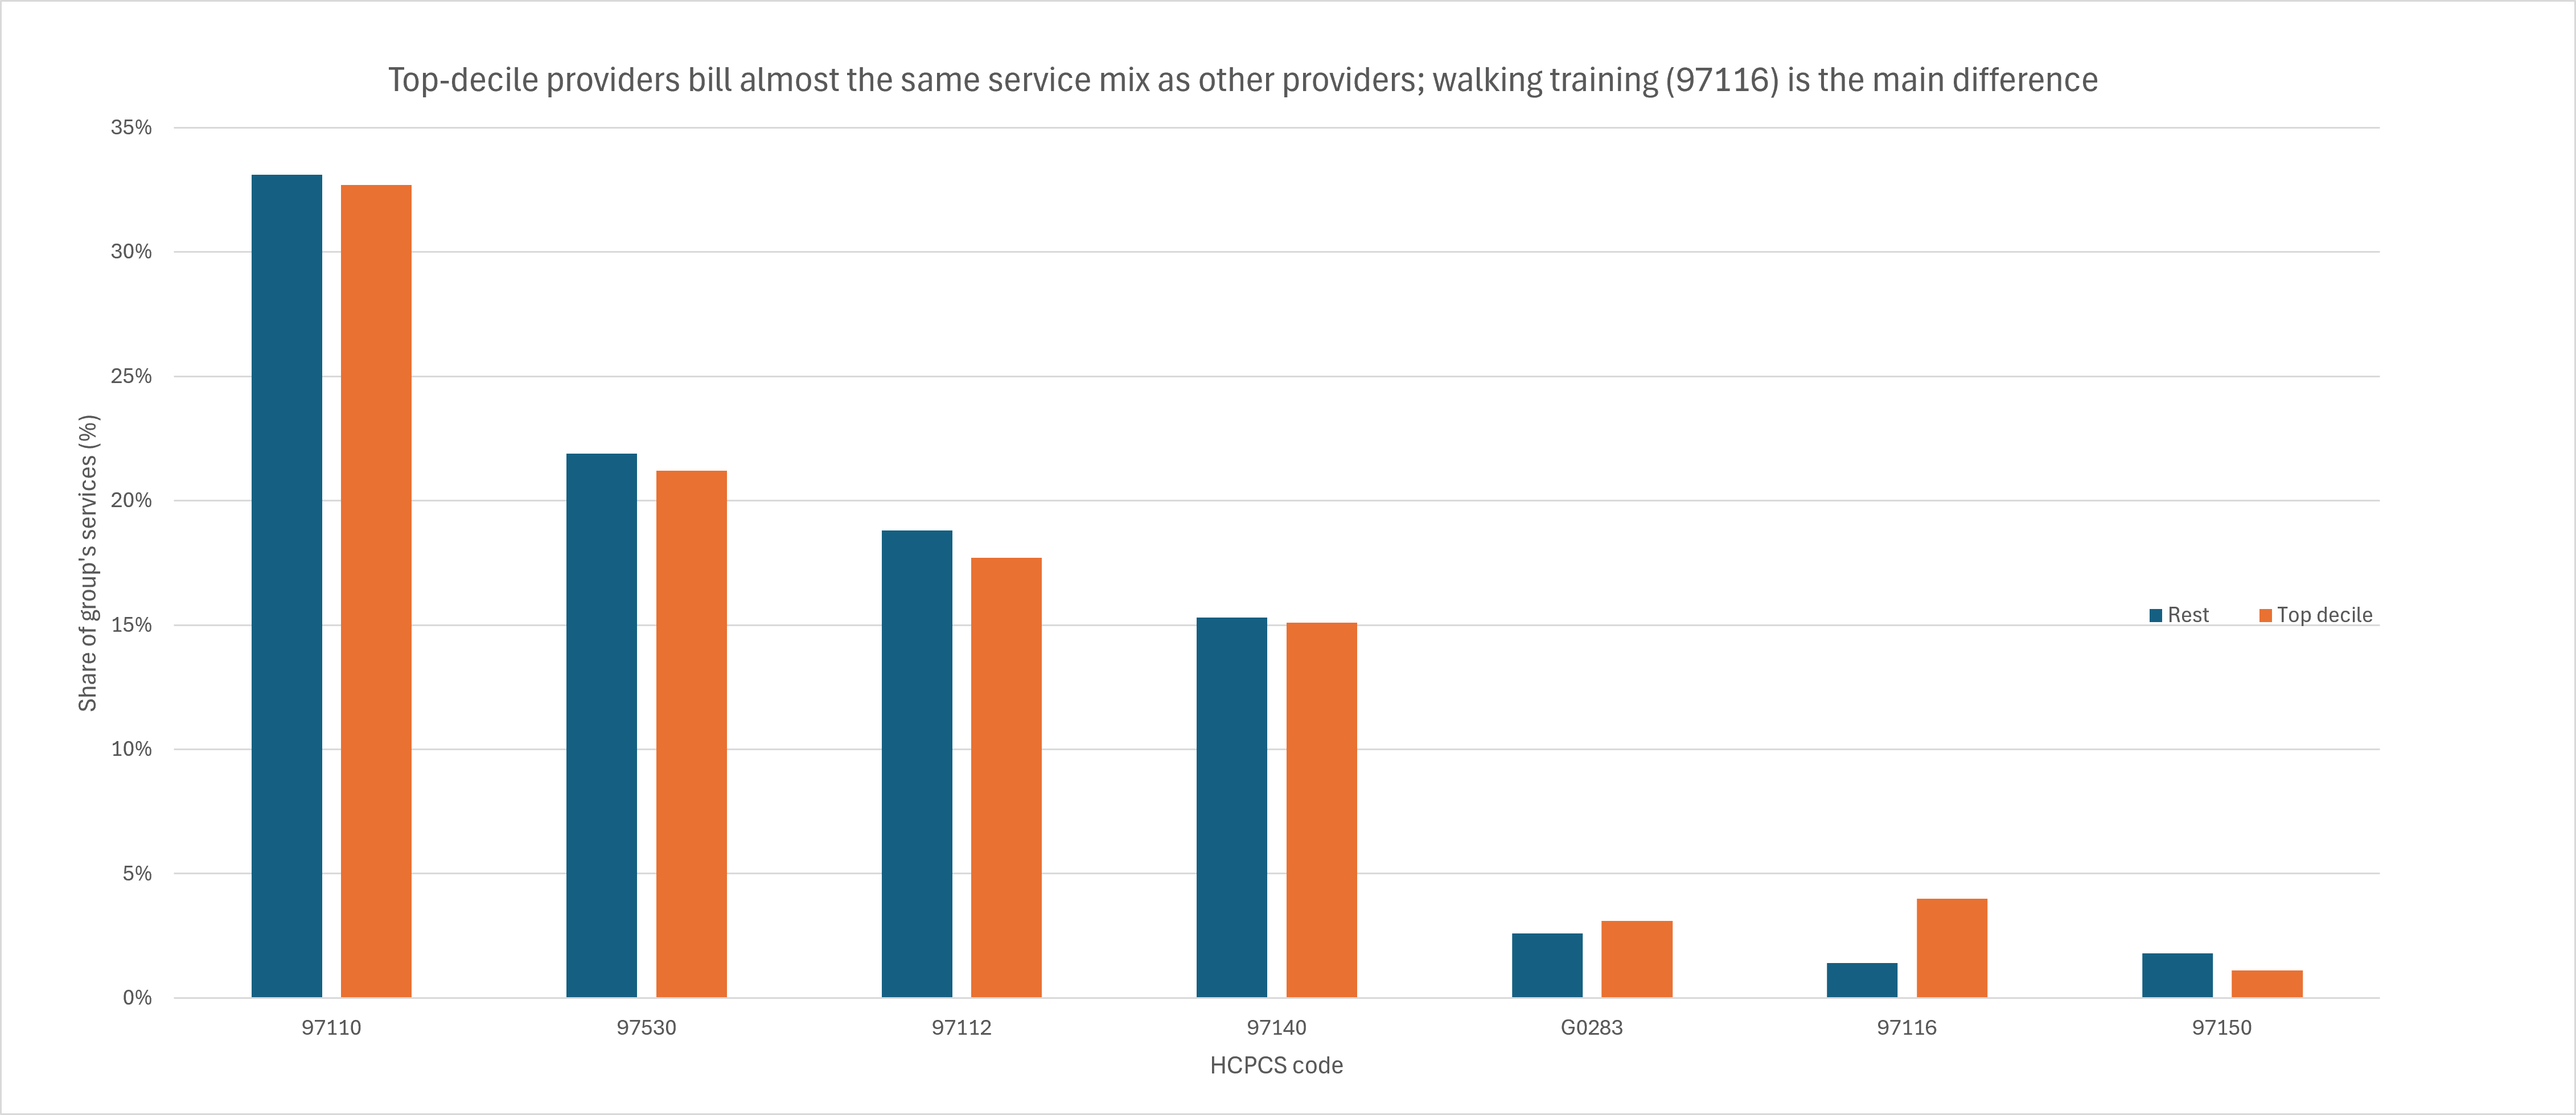 Top-decile providers bill almost the same service mix as other providers; walking training (97116) is the main difference
35%
30%
25%
20%
15%
10%
5%
0%
Share of group's services (%)
Rest
Top decile
97110
97530
97112
97140
G0283
97116
97150
HCPCS code